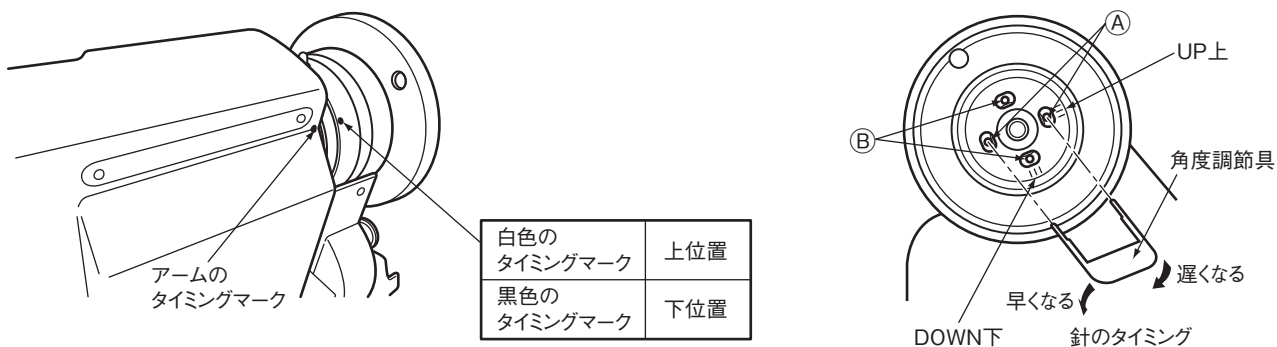 アームの
タイミングマーク
白色の
タイミングマーク
上位置
黒色の
タイミングマーク
下位置
Ⓐ
UP上
Ⓑ
角度調節具
遅くなる
早くなる
DOWN下
針のタイミング